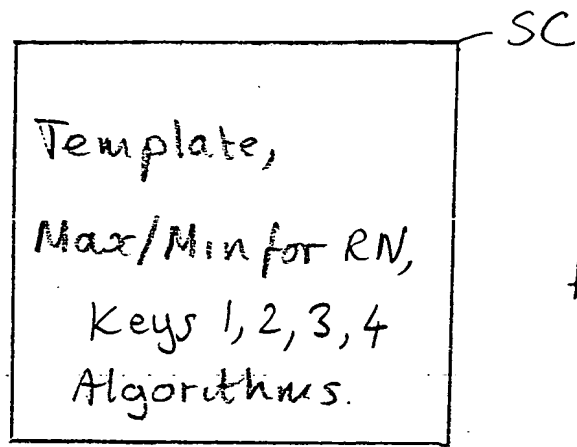 SC
Template,
Max/Min for RN,
Keys 1, 2, 3, 4
Algorithms.